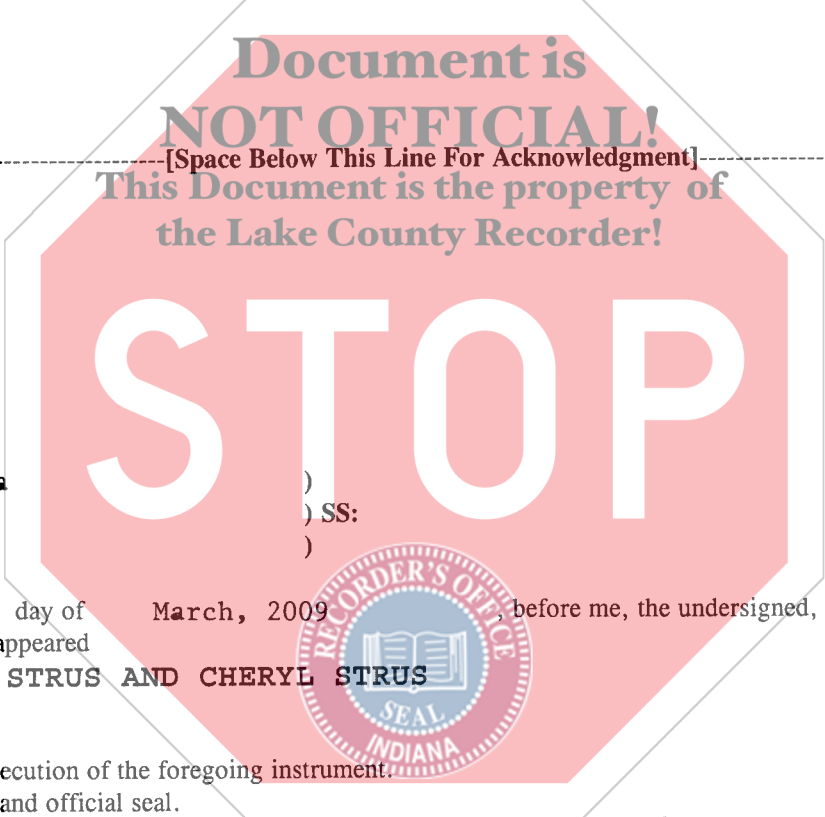 Document is
NOT OFFICIAL!
[Space Below This Line For Acknowledgment]
This Document is the property of
the Lake County Recorder!
STOP
)
) SS:
)
day of March, 2009 , before me, the undersigned,
appeared
STRUS AND CHERYL STRUS
RECORDER'S OFFICE
SEAL
INDIANA
ecution of the foregoing instrument.
and official seal.